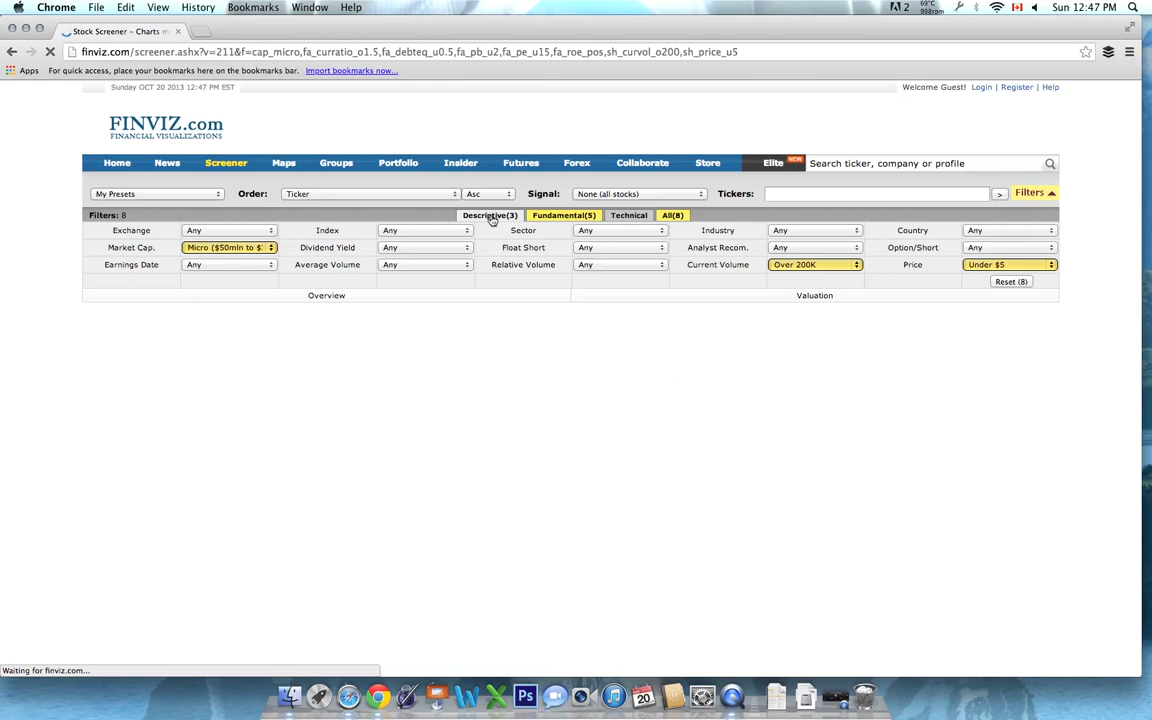 Chrome File Edit View History Bookmarks Window Help
2 69°C 998rpm Sun 12:47 PM
Stock Screener – Charts
finviz.com/screener.ashx?v=211&f=cap_micro,fa_curratio_o1.5,fa_debteq_u0.5,fa_pb_u2,fa_pe_u15,fa_roe_pos,sh_curvol_o200,sh_price_u5
Apps For quick access, place your bookmarks here on the bookmarks bar. Import bookmarks now...
Sunday OCT 20 2013 12:47 PM EST Welcome Guest! Login | Register | Help
FINVIZ.com
FINANCIAL VISUALIZATIONS
Home News Screener Maps Groups Portfolio Insider Futures Forex Collaborate Store Elite NEW Search ticker, company or profile
My Presets Order: Ticker Asc Signal: None (all stocks) Tickers: > Filters
Filters: 8 Descriptive(3) Fundamental(5) Technical All(8)
Exchange Any Index Any Sector Any Industry Any Country Any
Market Cap. Micro ($50mln to $ Dividend Yield Any Float Short Any Analyst Recom. Any Option/Short Any
Earnings Date Any Average Volume Any Relative Volume Any Current Volume Over 200K Price Under $5
Reset (8)
Overview Valuation
Waiting for finviz.com...
20